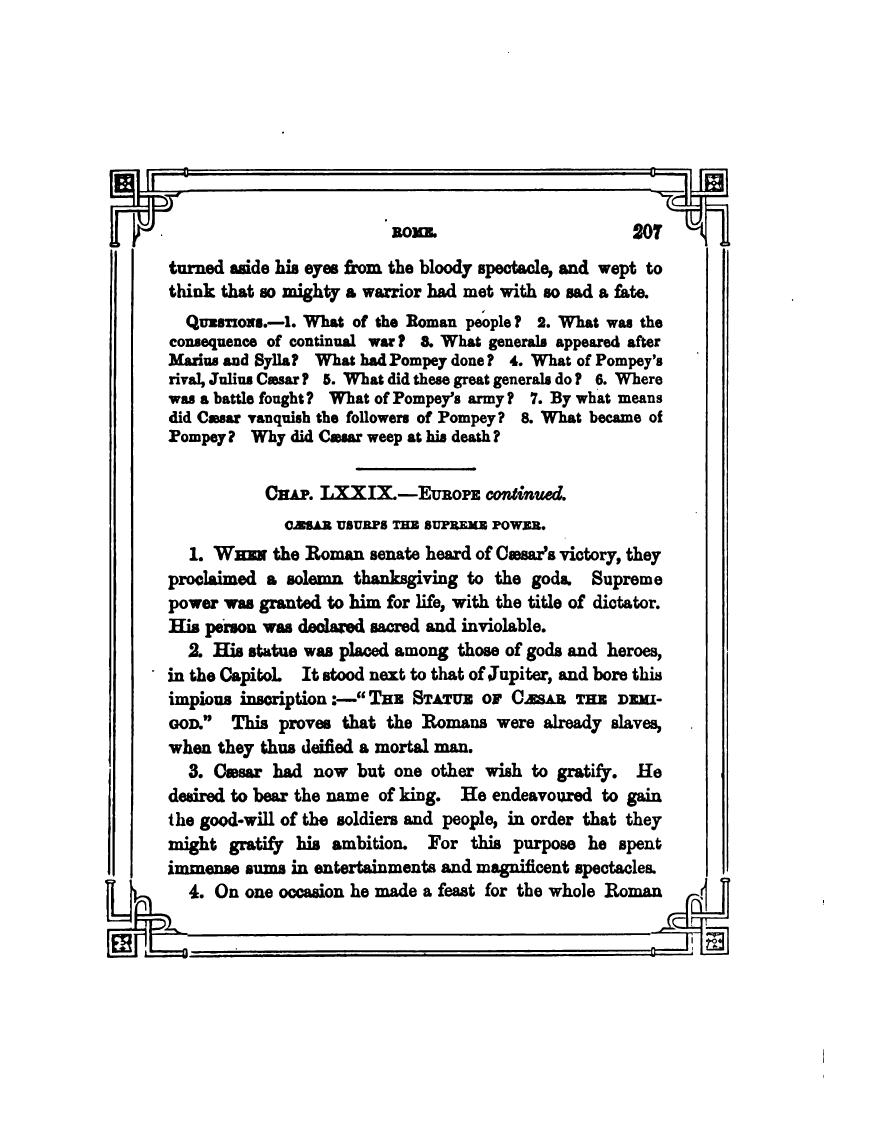 ROME.
207
turned aside his eyes from the bloody spectacle, and wept to
think that so mighty a warrior had met with so sad a fate.
QUESTIONS.—1. What of the Roman people? 2. What was the
consequence of continual war? 3. What generals appeared after
Marius and Sylla? What had Pompey done? 4. What of Pompey's
rival, Julius Cæsar? 5. What did these great generals do? 6. Where
was a battle fought? What of Pompey's army? 7. By what means
did Cæsar vanquish the followers of Pompey? 8. What became of
Pompey? Why did Cæsar weep at his death?
CHAP. LXXIX.—EUROPE continued.
CÆSAR USURPS THE SUPREME POWER.
1. WHEN the Roman senate heard of Cæsar's victory, they
proclaimed a solemn thanksgiving to the gods. Supreme
power was granted to him for life, with the title of dictator.
His person was declared sacred and inviolable.
2. His statue was placed among those of gods and heroes,
in the Capitol. It stood next to that of Jupiter, and bore this
impious inscription:—"THE STATUE OF CÆSAR THE DEMI-
GOD." This proves that the Romans were already slaves,
when they thus deified a mortal man.
3. Cæsar had now but one other wish to gratify. He
desired to bear the name of king. He endeavoured to gain
the good-will of the soldiers and people, in order that they
might gratify his ambition. For this purpose he spent
immense sums in entertainments and magnificent spectacles.
4. On one occasion he made a feast for the whole Roman